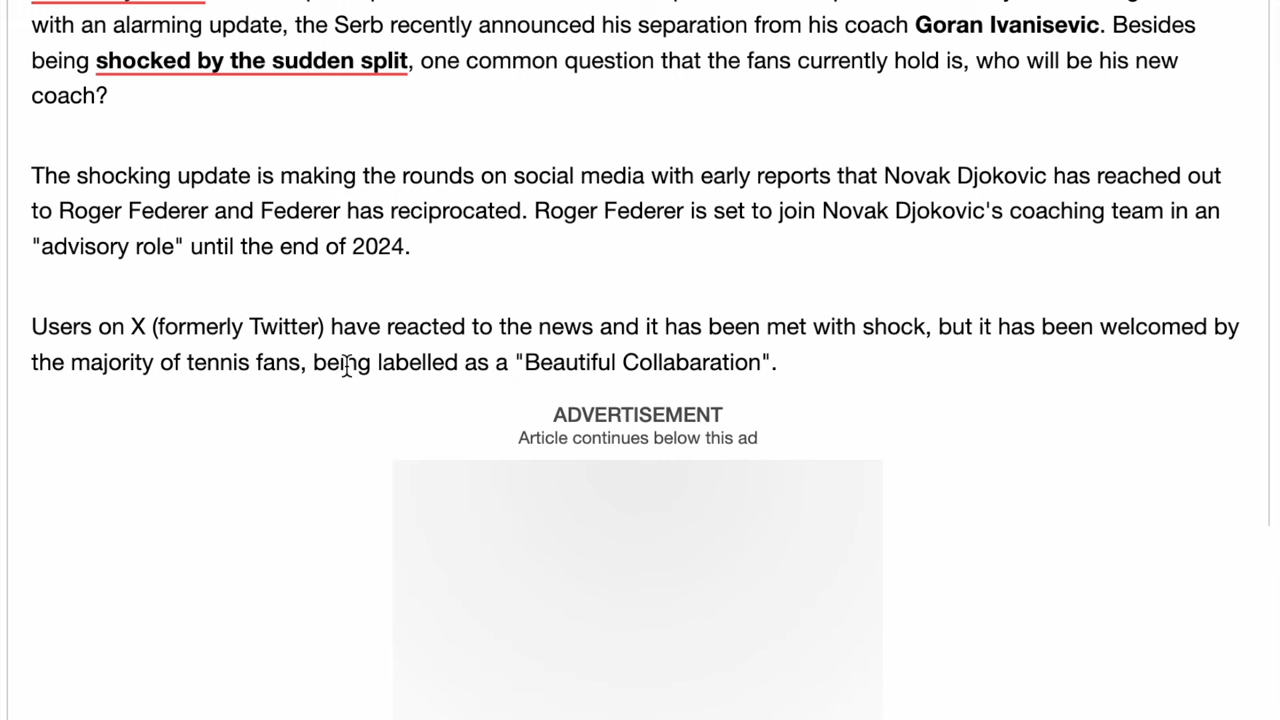 with an alarming update, the Serb recently announced his separation from his coach Goran Ivanisevic. Besides
being shocked by the sudden split, one common question that the fans currently hold is, who will be his new
coach?
The shocking update is making the rounds on social media with early reports that Novak Djokovic has reached out
to Roger Federer and Federer has reciprocated. Roger Federer is set to join Novak Djokovic's coaching team in an
"advisory role" until the end of 2024.
Users on X (formerly Twitter) have reacted to the news and it has been met with shock, but it has been welcomed by
the majority of tennis fans, being labelled as a "Beautiful Collabaration".
ADVERTISEMENT
Article continues below this ad